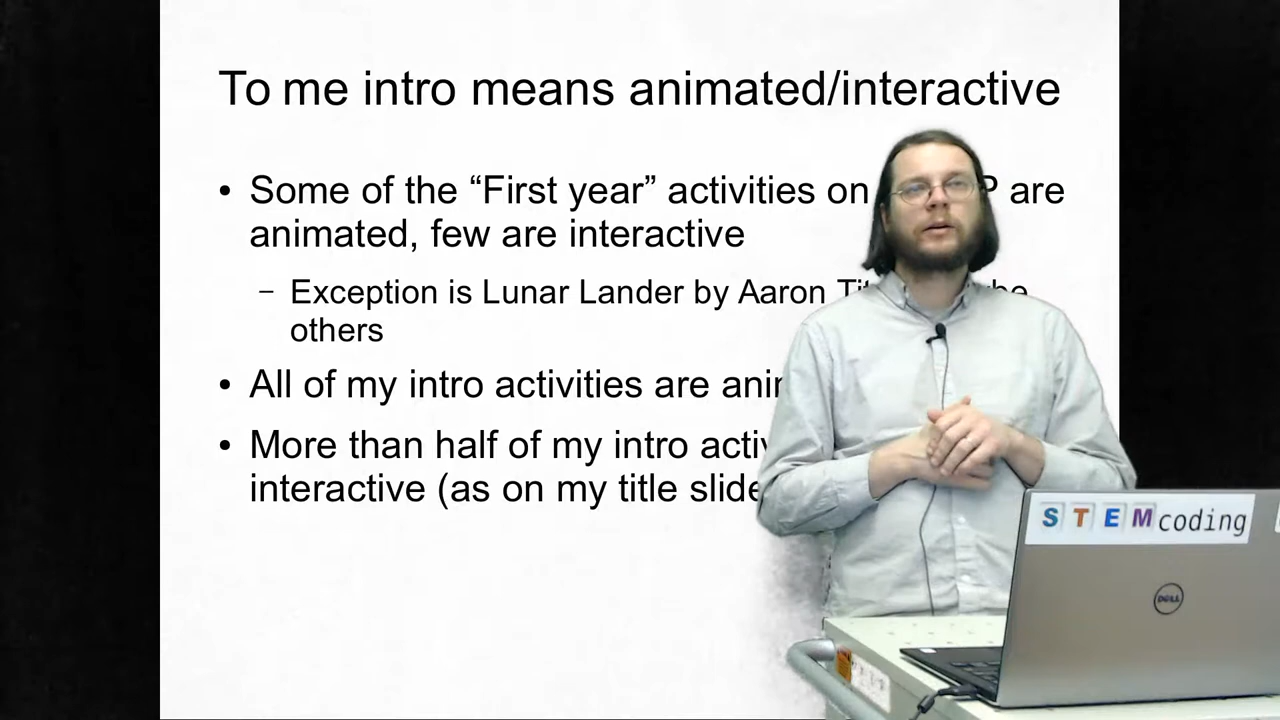 To me intro means animated/interactive
• Some of the “First year” activities on P are
animated, few are interactive
– Exception is Lunar Lander by Aaron
others
• All of my intro activities are
• More than half of my intro
interactive (as on my title slide
STEMcoding
DELL